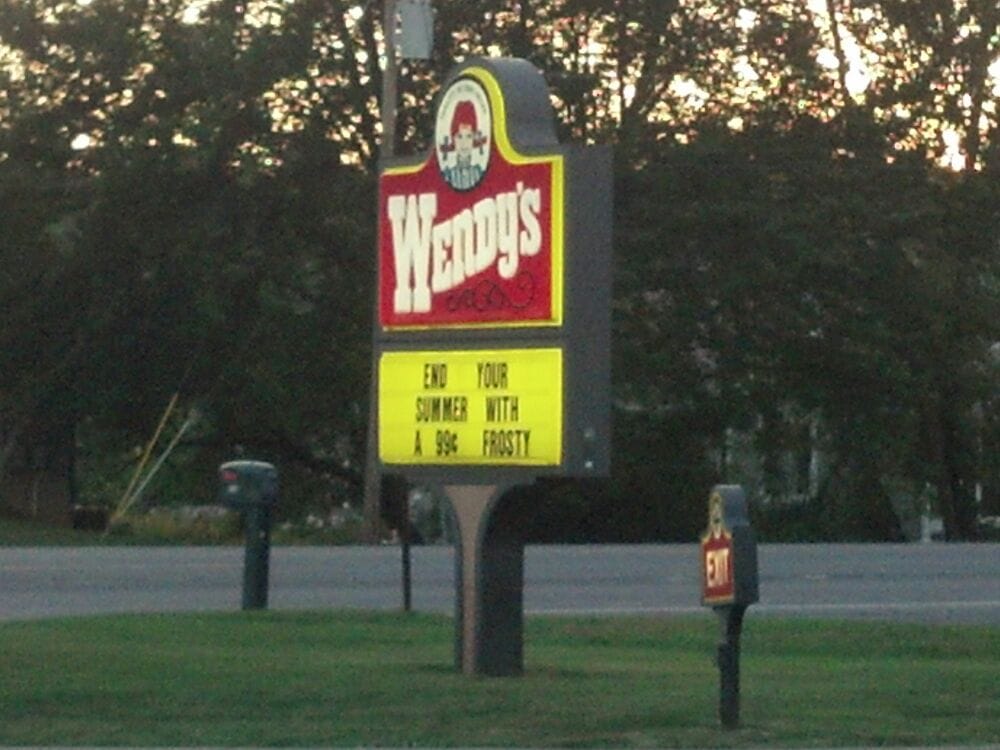 Wendy's
END YOUR
SUMMER WITH
A 99¢ FROSTY
EXIT